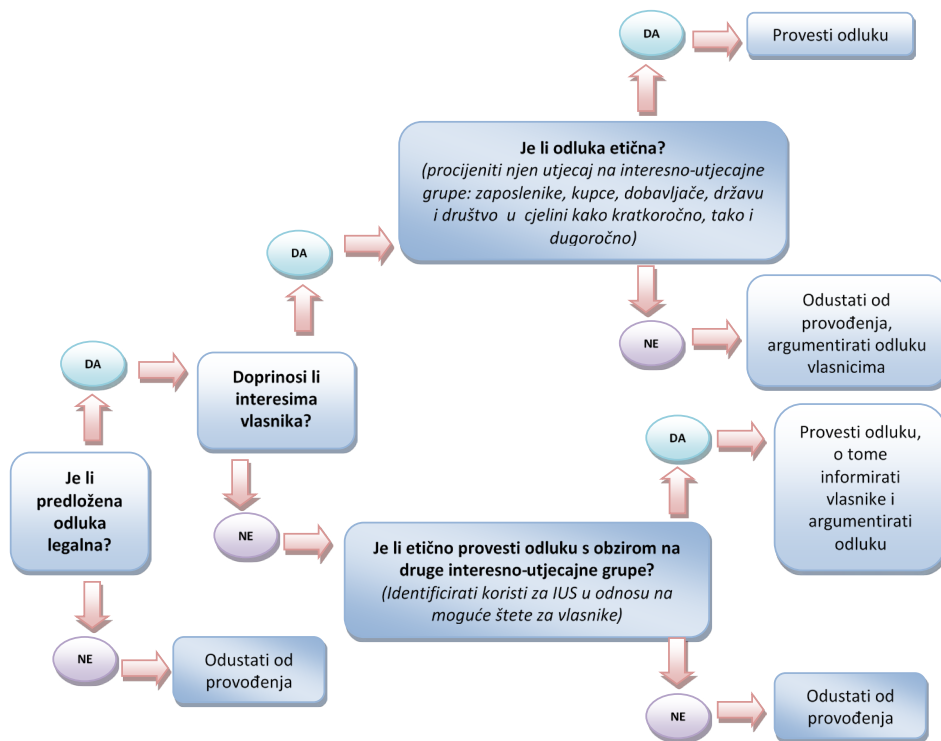 DA
Provesti odluku
Je li odluka etična?
(procijeniti njen utjecaj na interesno-utjecajne
grupe: zaposlenike, kupce, dobavljače, državu
i društvo u cjelini kako kratkoročno, tako i
dugoročno)
DA
NE
Odustati od
provođenja,
argumentirati odluku
vlasnicima
DA
Doprinosi li
interesima
vlasnika?
DA
Provesti odluku,
o tome
informirati
vlasnike i
argumentirati
odluku
Je li
predložena
odluka
legalna?
NE
Je li etično provesti odluku s obzirom na
druge interesno-utjecajne grupe?
(Identificirati koristi za IUS u odnosu na
moguće štete za vlasnike)
NE
Odustati od
provođenja
NE
Odustati od
provođenja